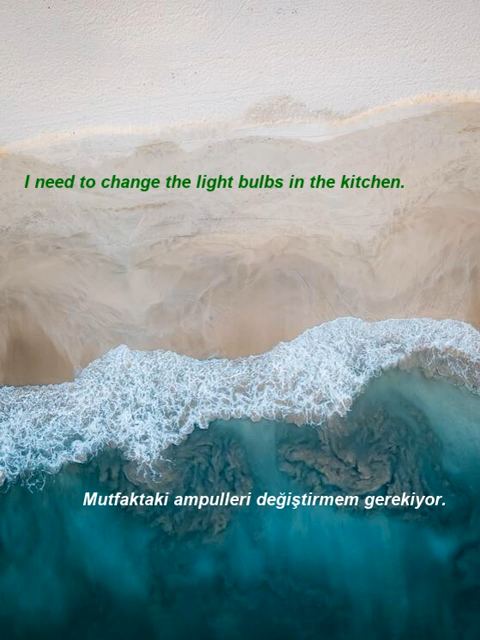 I need to change the light bulbs in the kitchen.
Mutfaktaki ampulleri değiştirmem gerekiyor.